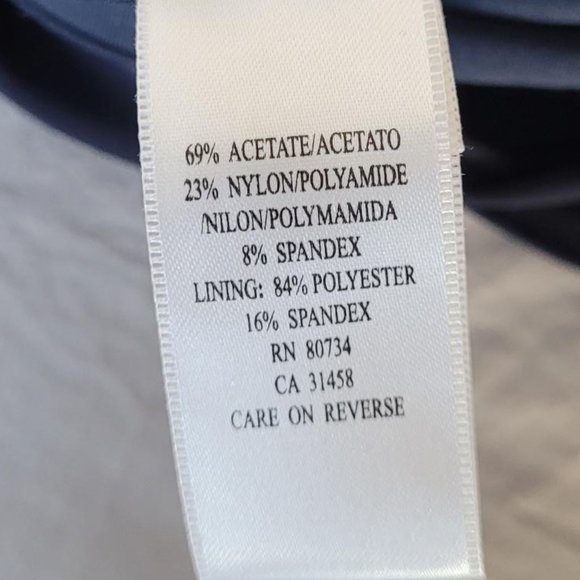 69% ACETATE/ACETATO
23% NYLON/POLYAMIDE
/NILON/POLYMAMIDA
8% SPANDEX
LINING: 84% POLYESTER
16% SPANDEX
RN 80734
CA 31458
CARE ON REVERSE